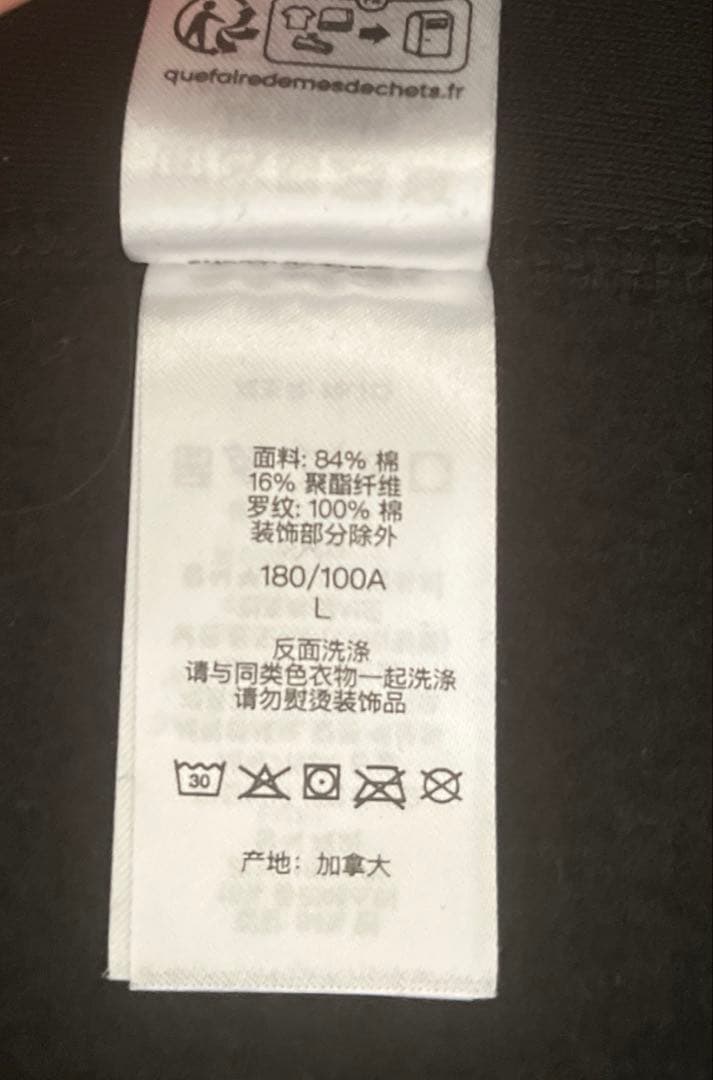 quefairedemesdechets.fr
面料: 84% 棉
16% 聚酯纤维
罗纹: 100% 棉
装饰部分除外
180/100A
L
反面洗涤
请与同类色衣物一起洗涤
请勿熨烫装饰品
30
产地: 加拿大